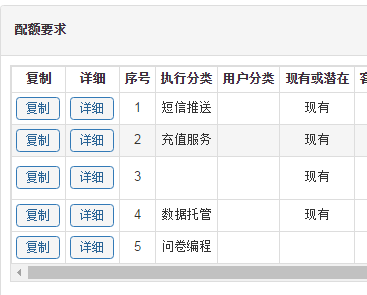 配额要求
复制 详细 序号 执行分类 用户分类 现有或潜在
复制 详细 1 短信推送 现有
复制 详细 2 充值服务 现有
复制 详细 3 现有
复制 详细 4 数据托管 现有
复制 详细 5 问卷编程